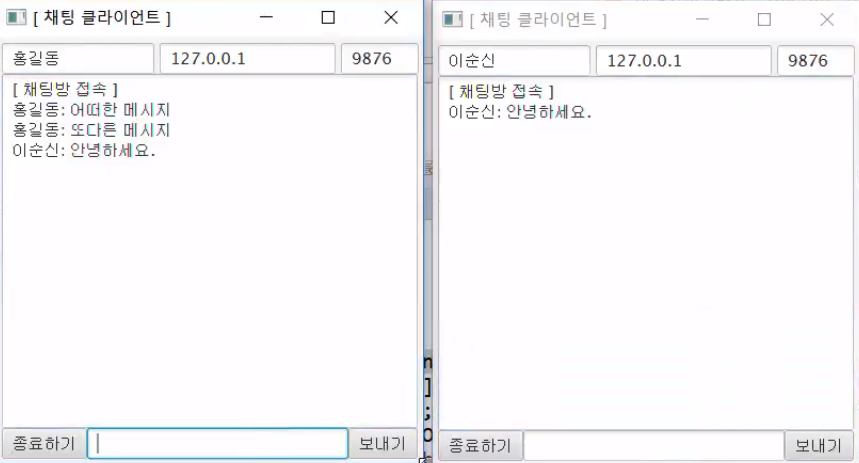 [ 채팅 클라이언트 ]
홍길동 127.0.0.1 9876
[ 채팅방 접속 ]
홍길동: 어떠한 메시지
홍길동: 또다른 메시지
이순신: 안녕하세요.
종료하기 보내기
[ 채팅 클라이언트 ]
이순신 127.0.0.1 9876
[ 채팅방 접속 ]
이순신: 안녕하세요.
종료하기 보내기